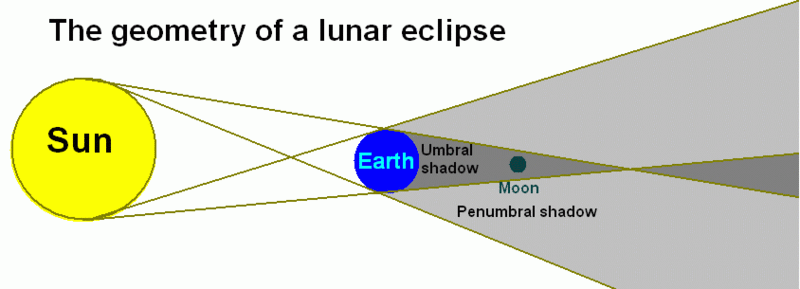 The geometry of a lunar eclipse
Sun
Earth
Umbral
shadow
Moon
Penumbral shadow